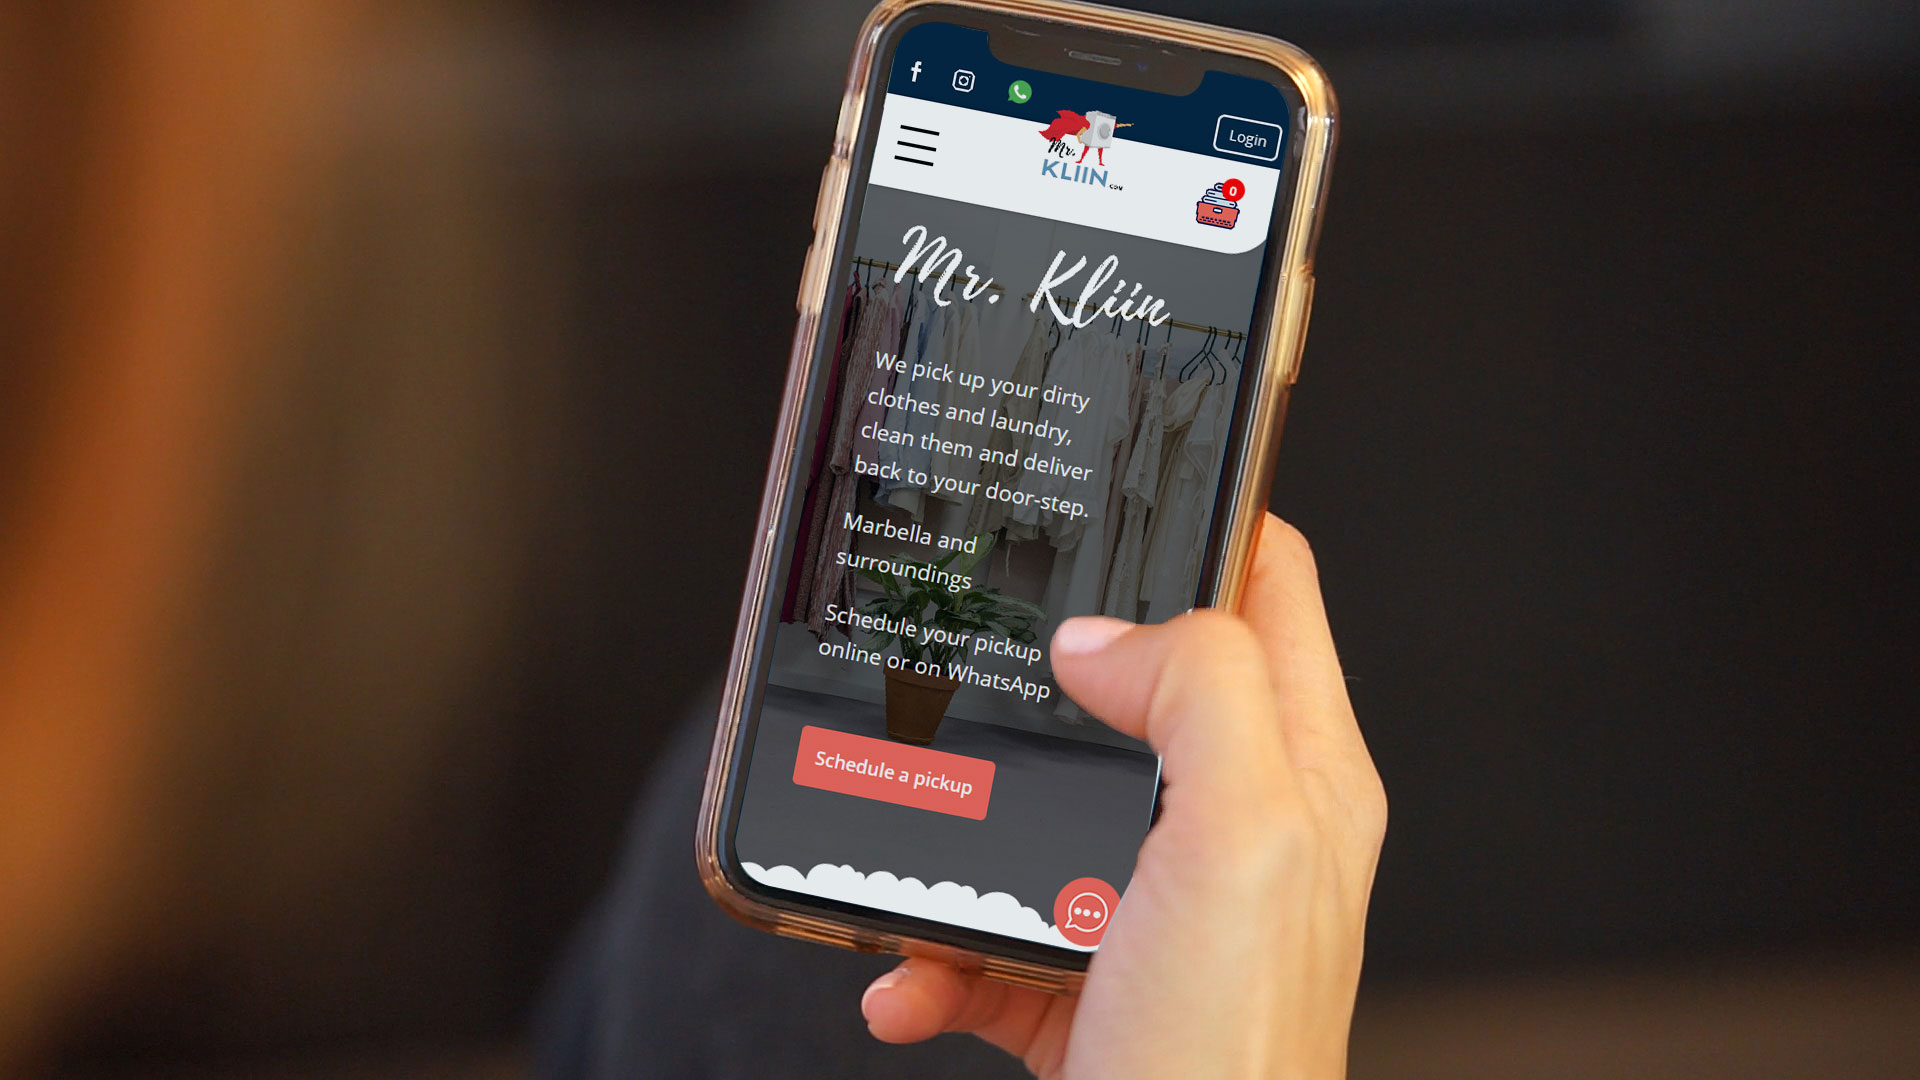 Login
Mr.
KLIIN.COM
0
Mr. Kliin
We pick up your dirty
clothes and laundry,
clean them and deliver
back to your door-step.
Marbella and
surroundings
Schedule your pickup
online or on WhatsApp
Schedule a pickup